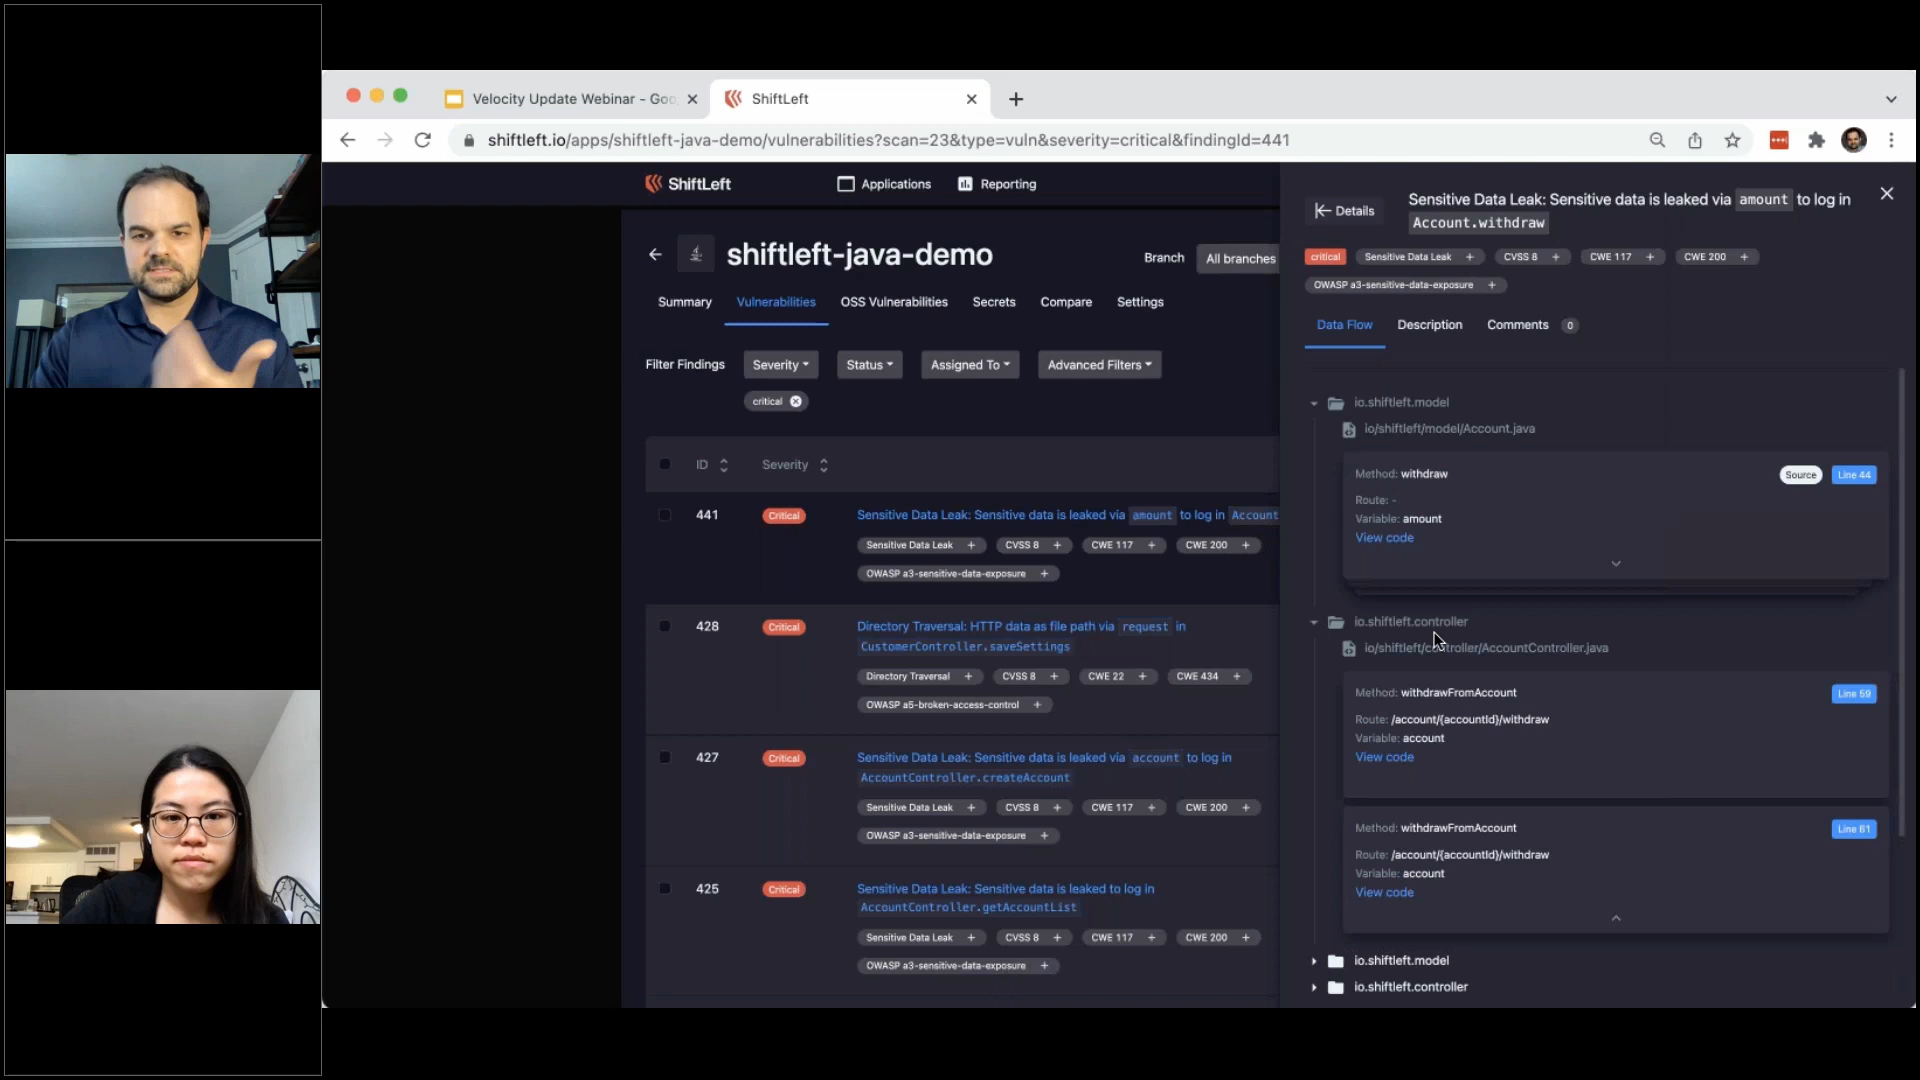 Velocity Update Webinar - Goo
ShiftLeft
shiftleft.io/apps/shiftleft-java-demo/vulnerabilities?scan=23&type=vuln&severity=critical&findingId=441
ShiftLeft
Applications
Reporting
shiftleft-java-demo
Branch
All branches
Summary
Vulnerabilities
OSS Vulnerabilities
Secrets
Compare
Settings
Filter Findings
Severity
Status
Assigned To
Advanced Filters
critical
ID
Severity
441
Critical
Sensitive Data Leak: Sensitive data is leaked via amount to log in Account
Sensitive Data Leak +
CVSS 8 +
CWE 117 +
CWE 200 +
OWASP a3-sensitive-data-exposure +
428
Critical
Directory Traversal: HTTP data as file path via request in
CustomerController.saveSettings
Directory Traversal +
CVSS 8 +
CWE 22 +
CWE 434 +
OWASP a5-broken-access-control +
427
Critical
Sensitive Data Leak: Sensitive data is leaked via account to log in
AccountController.createAccount
Sensitive Data Leak +
CVSS 8 +
CWE 117 +
CWE 200 +
OWASP a3-sensitive-data-exposure +
425
Critical
Sensitive Data Leak: Sensitive data is leaked to log in
AccountController.getAccountList
Sensitive Data Leak +
CVSS 8 +
CWE 117 +
CWE 200 +
OWASP a3-sensitive-data-exposure +
Details
Sensitive Data Leak: Sensitive data is leaked via amount to log in
Account.withdraw
critical
Sensitive Data Leak +
CVSS 8 +
CWE 117 +
CWE 200 +
OWASP a3-sensitive-data-exposure +
Data Flow
Description
Comments 0
io.shiftleft.model
io/shiftleft/model/Account.java
Method: withdraw
Source
Line 44
Route: -
Variable: amount
View code
io.shiftleft.controller
io/shiftleft/controller/AccountController.java
Method: withdrawFromAccount
Line 59
Route: /account/{accountId}/withdraw
Variable: account
View code
Method: withdrawFromAccount
Line 61
Route: /account/{accountId}/withdraw
Variable: account
View code
io.shiftleft.model
io.shiftleft.controller